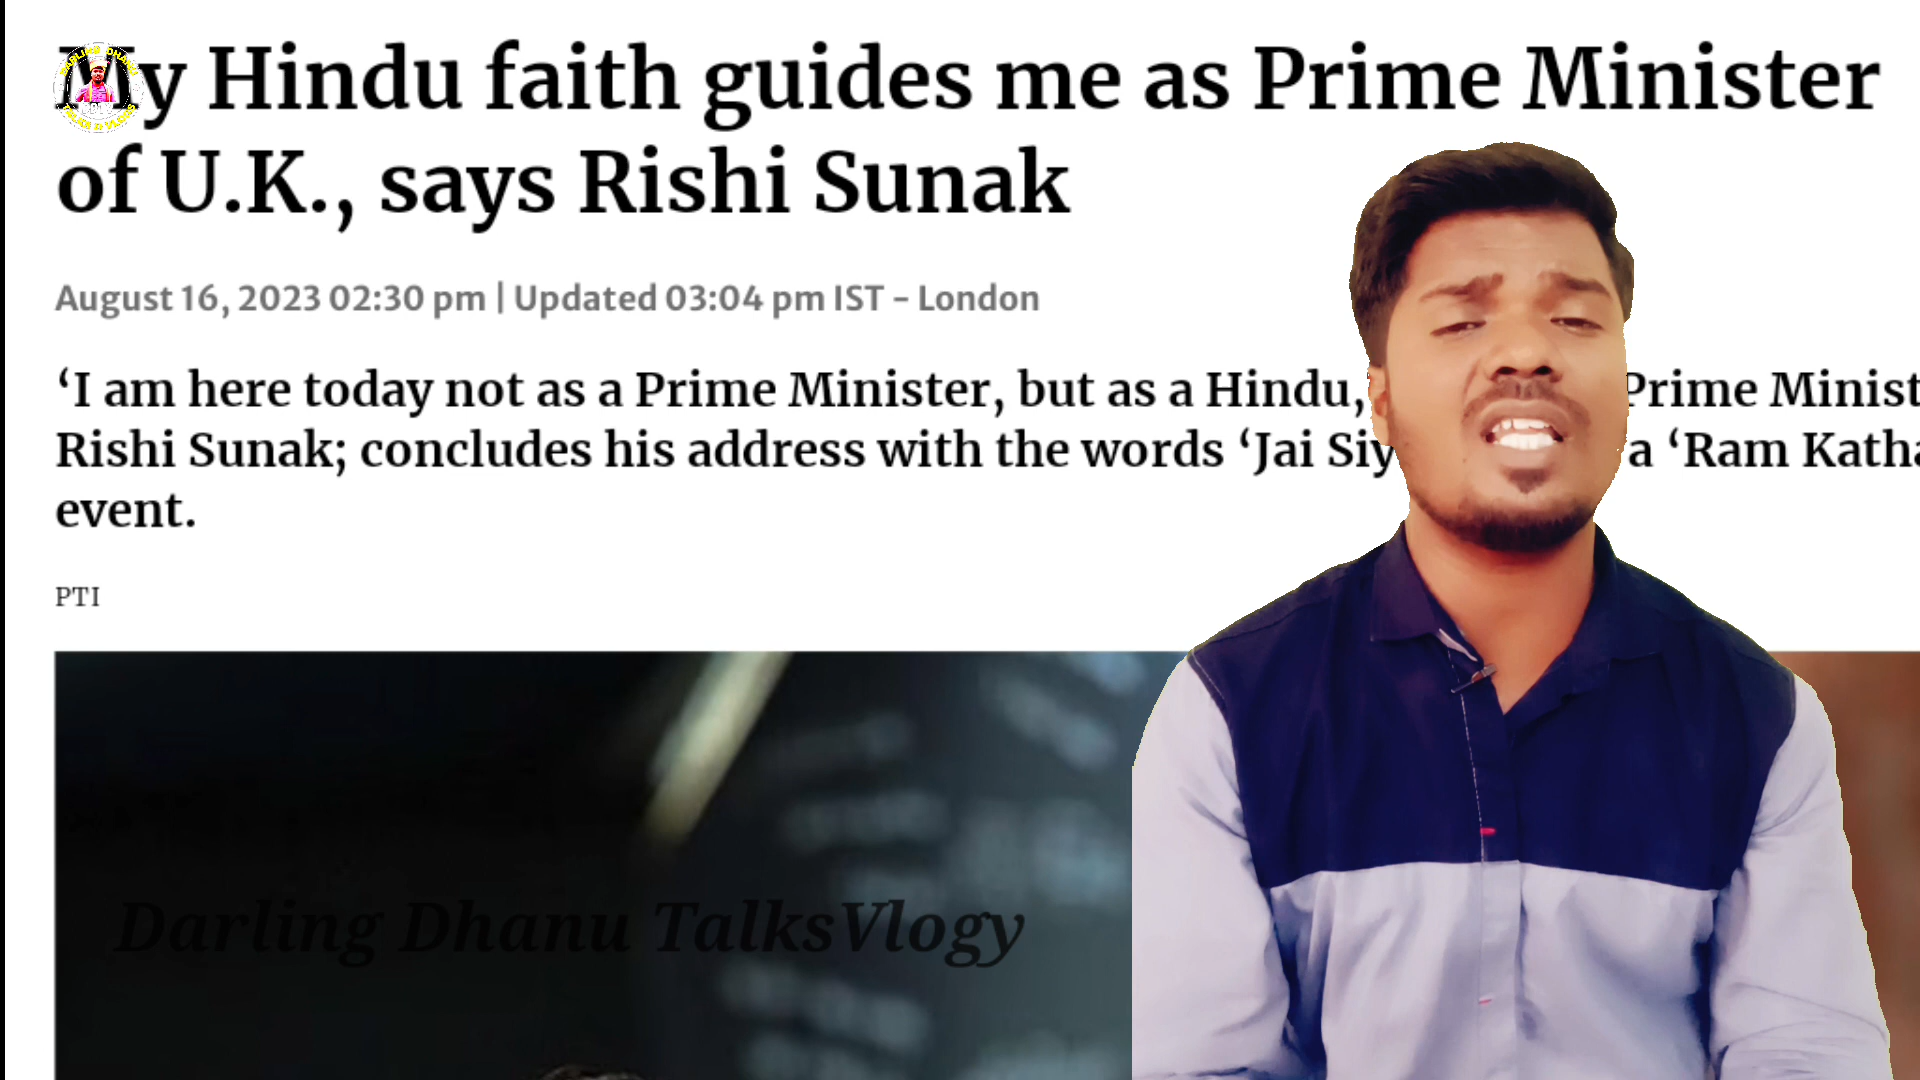 My Hindu faith guides me as Prime Minister
of U.K., says Rishi Sunak
August 16, 2023 02:30 pm | Updated 03:04 pm IST - London
‘I am here today not as a Prime Minister, but as a Hindu, Prime Minist
Rishi Sunak; concludes his address with the words ‘Jai Siy a ‘Ram Katha
event.
PTI
Darling Dhanu TalksVlogy